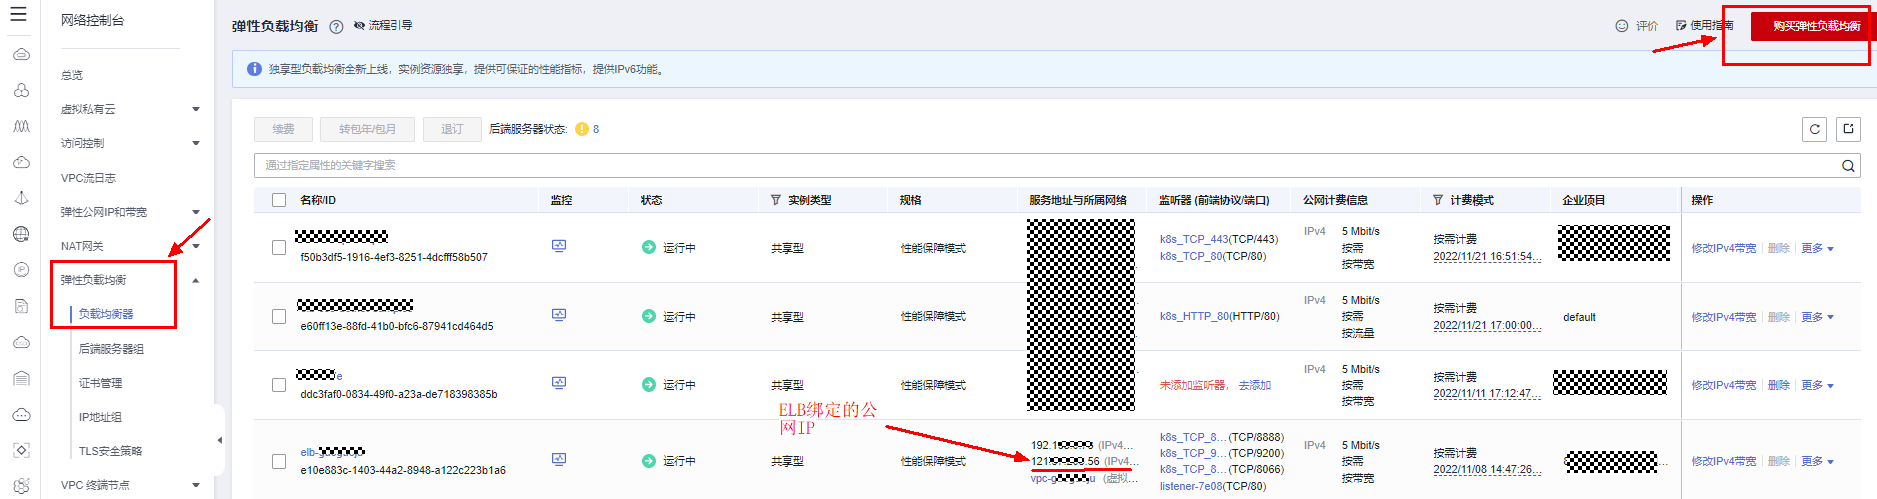 网络控制台
总览
虚拟私有云
访问控制
VPC流日志
弹性公网IP和带宽
NAT网关
弹性负载均衡
负载均衡器
后端服务器组
证书管理
IP地址组
TLS安全策略
VPC 终端节点
弹性负载均衡 ? 流程引导
评价 使用指南 购买弹性负载均衡
独享型负载均衡全新上线，实例资源独享，提供可保证的性能指标，提供IPv6功能。
续费 转包年/包月 退订 后端服务器状态: 8
通过指定属性的关键字搜索
名称/ID 监控 状态 实例类型 规格 服务地址与所属网络 监听器 (前端协议/端口) 公网计费信息 计费模式 企业项目 操作
f50b3df5-1916-4ef3-8251-4dcfff58b507
运行中 共享型 性能保障模式
k8s_TCP_443(TCP/443)
k8s_TCP_80(TCP/80)
IPv4 5 Mbit/s
按需
按带宽
按需计费
2022/11/21 16:51:54...
修改IPv4带宽 删除 更多
e60ff13e-88fd-41b0-bfc6-87941cd464d5
运行中 共享型 性能保障模式
k8s_HTTP_80(HTTP/80)
IPv4 5 Mbit/s
按需
按流量
按需计费
2022/11/21 17:00:00...
default
修改IPv4带宽 删除 更多
e
ddc3faf0-0834-49f0-a23a-de718398385b
运行中 共享型 性能保障模式
未添加监听器，去添加
IPv4 5 Mbit/s
按需
按带宽
按需计费
2022/11/11 17:12:47...
修改IPv4带宽 删除 更多
ELB绑定的公
网IP
elb-
e10e883c-1403-44a2-8948-a122c223b1a6
运行中 共享型 性能保障模式
192.1 (IPv4...
121. .56 (IPv4...
vpc- (虚拟...
k8s_TCP_8... (TCP/8888)
k8s_TCP_9... (TCP/9200)
k8s_TCP_8... (TCP/8066)
listener-7e08(TCP/80)
IPv4 5 Mbit/s
按需
按带宽
按需计费
2022/11/08 14:47:26...
修改IPv4带宽 删除 更多